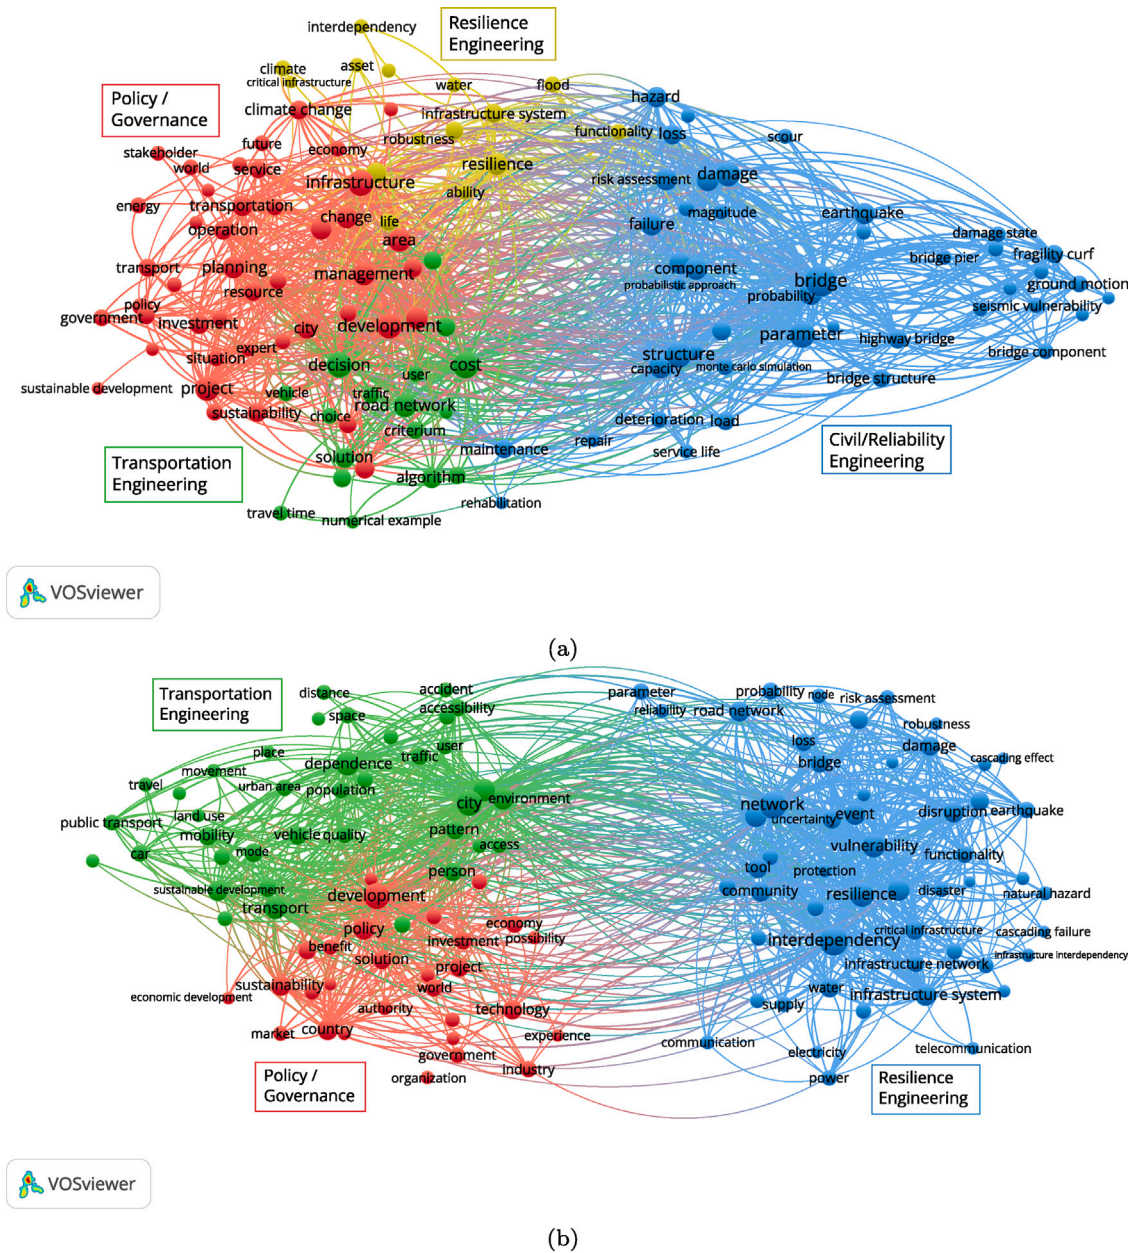 Resilience
Engineering
interdependency
climate
asset
critical infrastructure
water
flood
Policy /
Governance
climate change
infrastructure system
hazard
functionality
loss
scour
robustness
future
economy
stakeholder
world
service
resilience
infrastructure
ability
risk assessment
damage
energy
transportation
magnitude
change
life
operation
failure
earthquake
area
damage state
fragility curf
bridge pier
transport
planning
management
component
resource
probabilistic approach
bridge
ground motion
probability
policy
seismic vulnerability
government
investment
city
development
parameter
highway bridge
expert
situation
structure
bridge component
decision
cost
user
capacity
monte carlo simulation
sustainable development
project
vehicle
traffic
bridge structure
road network
sustainability
choice
criterium
deterioration
load
maintenance
repair
service life
Transportation
Engineering
solution
algorithm
Civil/Reliability
Engineering
rehabilitation
travel time
numerical example
VOSviewer
(a)
Transportation
Engineering
distance
accident
accessibility
space
parameter
reliability
probability
node
risk assessment
road network
robustness
place
user
traffic
loss
damage
dependence
bridge
cascading effect
movement
travel
urban area
population
city
environment
network
uncertainty
event
disruption
earthquake
public transport
land use
mobility
vehicle
quality
pattern
access
vulnerability
functionality
car
mode
person
tool
protection
sustainable development
development
community
resilience
disaster
natural hazard
transport
policy
economy
possibility
critical infrastructure
cascading failure
benefit
investment
interdependency
solution
project
infrastructure network
infrastructure interdependency
sustainability
world
water
infrastructure system
economic development
authority
technology
supply
market
country
experience
communication
electricity
telecommunication
government
Policy /
Governance
organization
industry
power
Resilience
Engineering
VOSviewer
(b)